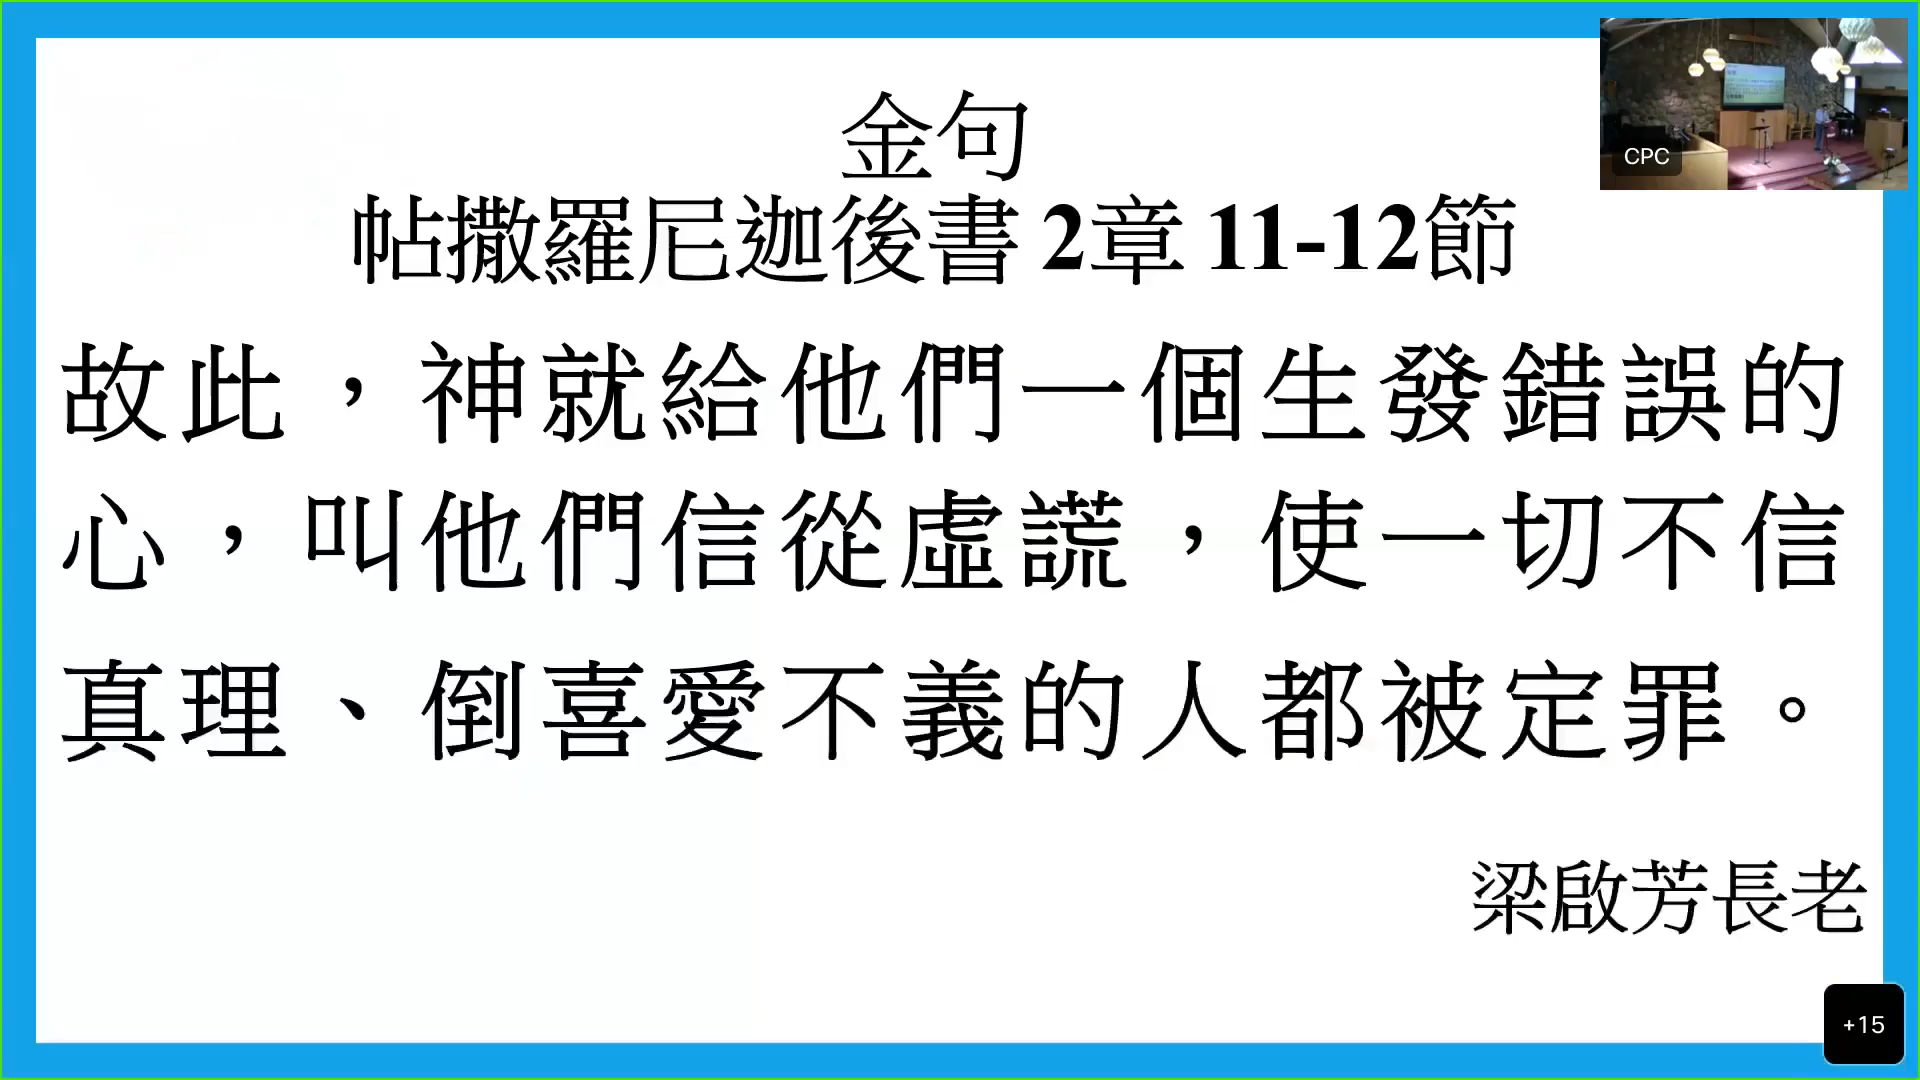 金句
帖撒羅尼迦後書 2章 11-12節
故此，神就給他們一個生發錯誤的
心，叫他們信從虛謊，使一切不信
真理、倒喜愛不義的人都被定罪。
梁啟芳長老
CPC
+15